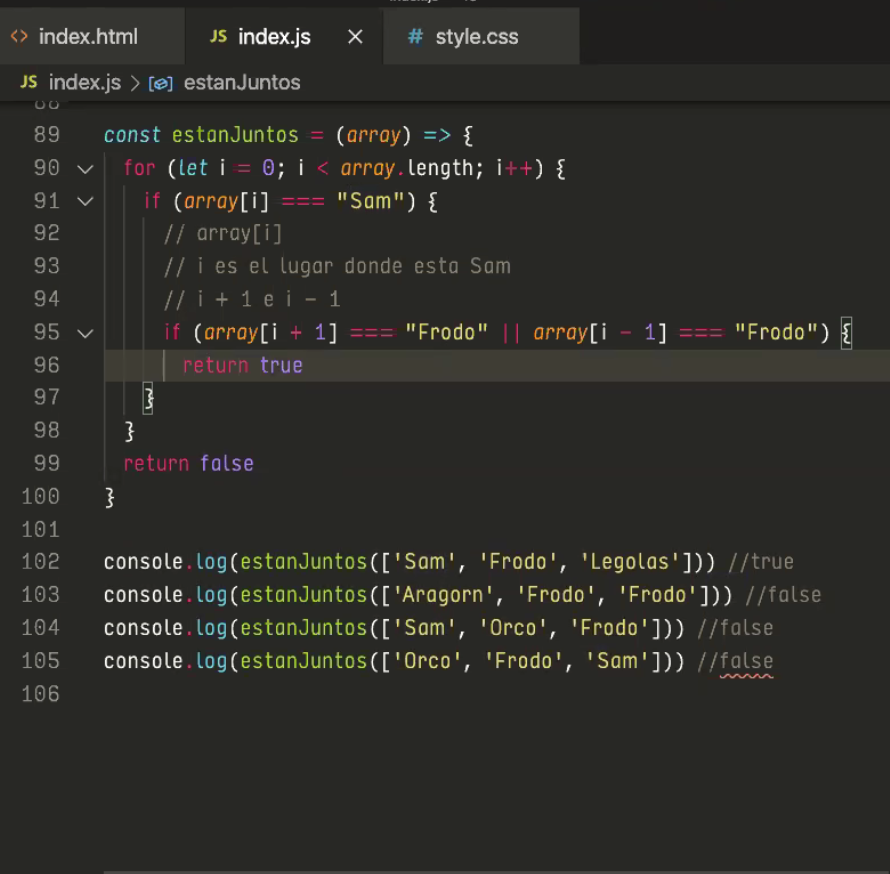 index.html JS index.js × # style.css
JS index.js > estanJuntos
88
89 const estanJuntos = (array) => {
90 for (let i = 0; i < array.length; i++) {
91 if (array[i] === "Sam") {
92 // array[i]
93 // i es el lugar donde esta Sam
94 // i + 1 e i - 1
95 if (array[i + 1] === "Frodo" || array[i - 1] === "Frodo") {
96 return true
97 }
98 }
99 return false
100 }
101
102 console.log(estanJuntos(['Sam', 'Frodo', 'Legolas'])) //true
103 console.log(estanJuntos(['Aragorn', 'Frodo', 'Frodo'])) //false
104 console.log(estanJuntos(['Sam', 'Orco', 'Frodo'])) //false
105 console.log(estanJuntos(['Orco', 'Frodo', 'Sam'])) //false
106